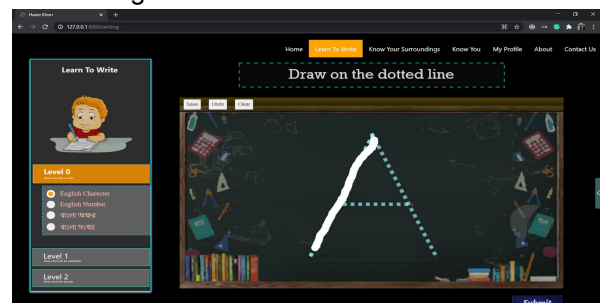 Haate Khori
127.0.0.1:8000/writing
Home Learn To Write Know Your Surroundings Know You My Profile About Contact Us
Learn To Write
Draw on the dotted line
Save Undo Clear
Level 0
English Charecter
English Number
বাংলা অক্ষর
বাংলা সংখ্যা
Level 1
Level 2
Submit